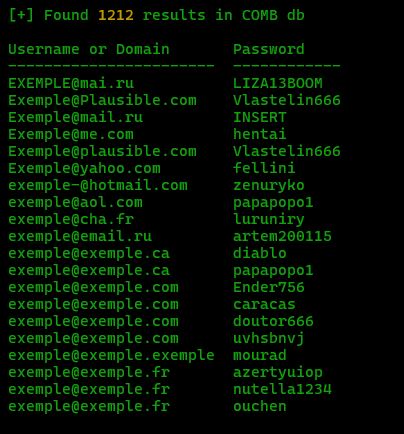 [+] Found 1212 results in COMB db
Username or Domain Password
----------------------- ------------
EXEMPLE@mai.ru LIZA13BOOM
Exemple@Plausible.com Vlastelin666
Exemple@mail.ru INSERT
Exemple@me.com hentai
Exemple@plausible.com Vlastelin666
Exemple@yahoo.com fellini
exemple-@hotmail.com zenuryko
exemple@aol.com papapopo1
exemple@cha.fr luruniry
exemple@email.ru artem200115
exemple@exemple.ca diablo
exemple@exemple.ca papapopo1
exemple@exemple.com Ender756
exemple@exemple.com caracas
exemple@exemple.com doutor666
exemple@exemple.com uvhsbnvj
exemple@exemple.exemple mourad
exemple@exemple.fr azertyuiop
exemple@exemple.fr nutella1234
exemple@exemple.fr ouchen